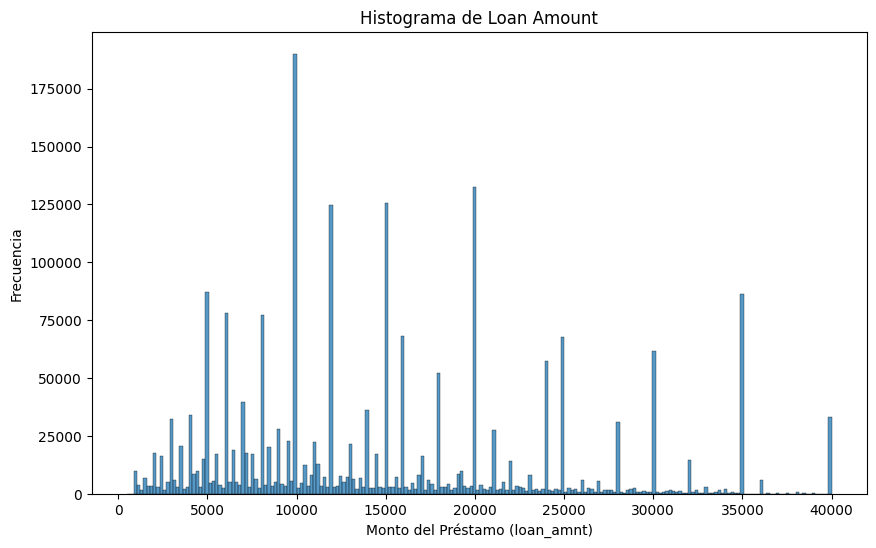 Histograma de Loan Amount
Frecuencia
175000
150000
125000
100000
75000
50000
25000
0
0 5000 10000 15000 20000 25000 30000 35000 40000
Monto del Préstamo (loan_amnt)